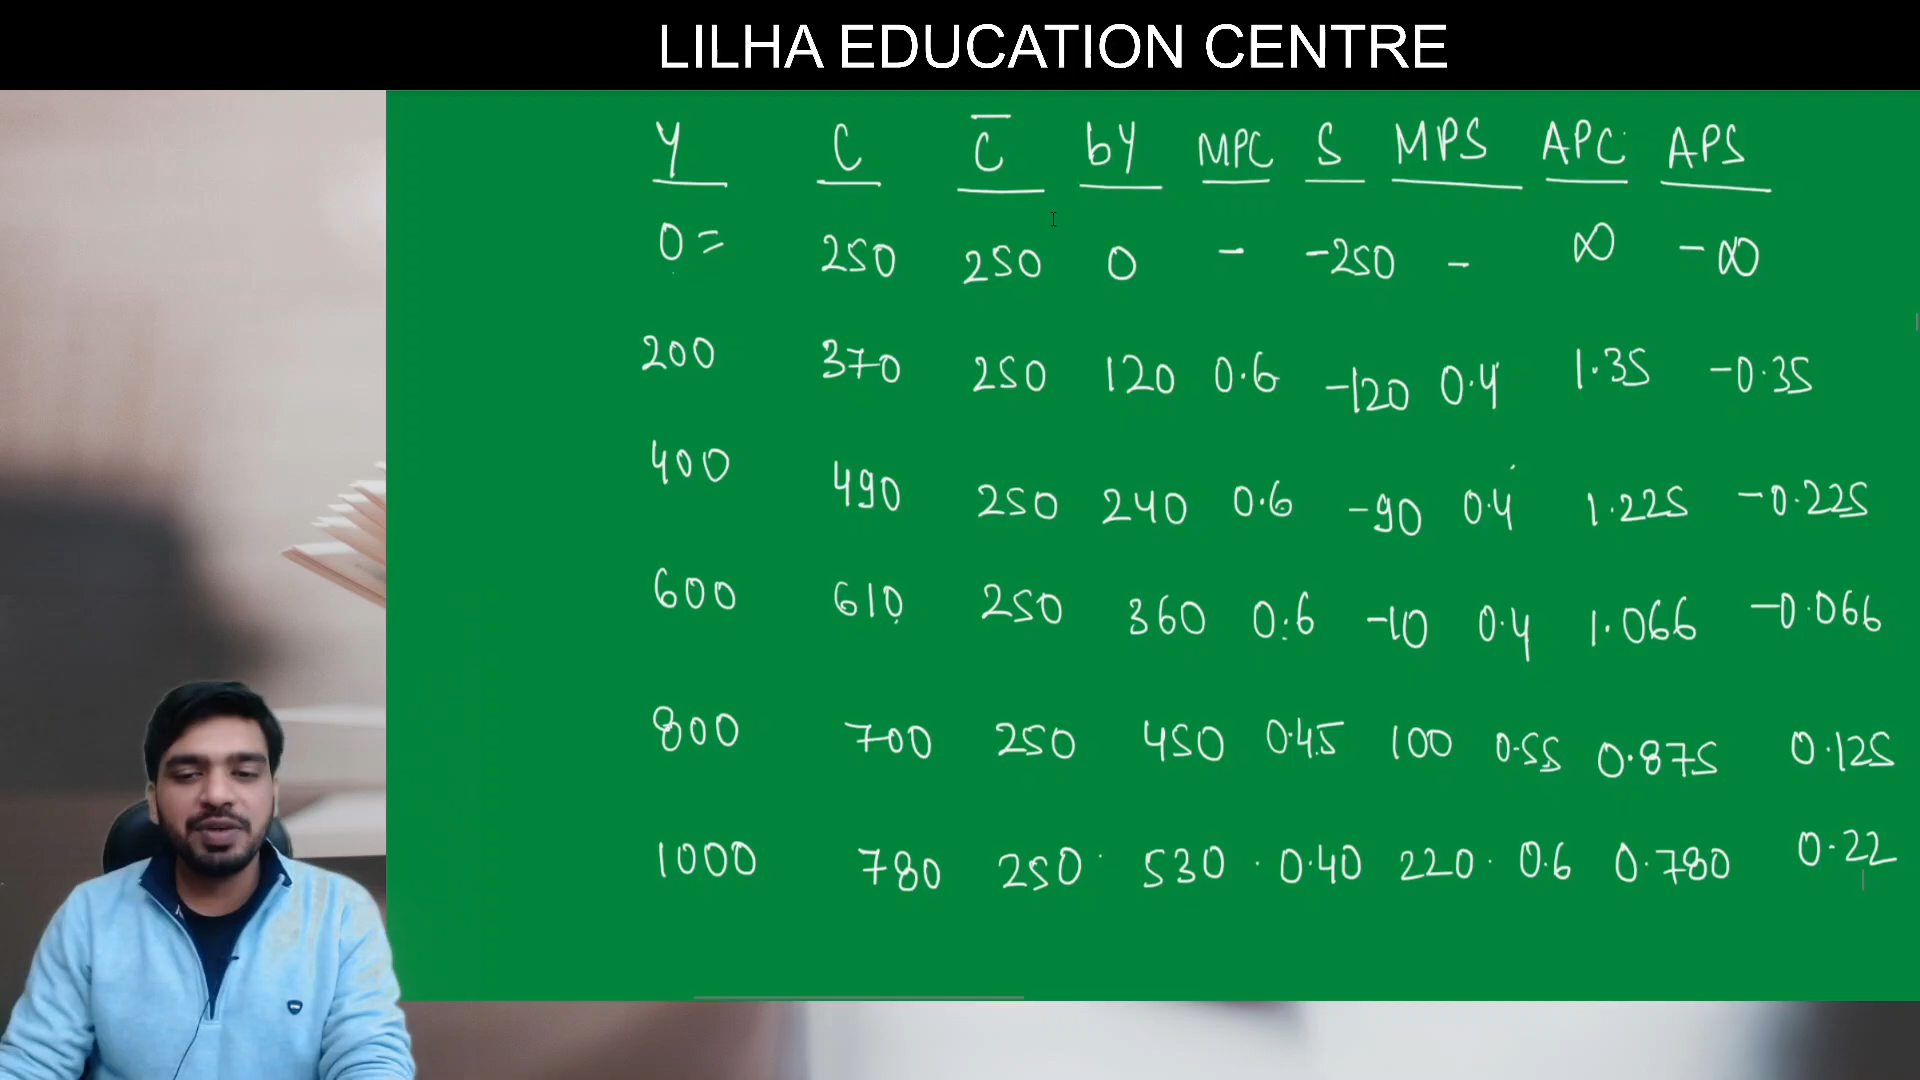 LILHA EDUCATION CENTRE
Y C C̅ bY MPC S MPS APC APS
0= 250 250 0 - -250 - ∞ -∞
200 370 250 120 0.6 -120 0.4 1.35 -0.35
400 490 250 240 0.6 -90 0.4 1.225 -0.225
600 610 250 360 0.6 -10 0.4 1.066 -0.066
800 700 250 450 0.45 100 0.55 0.875 0.125
1000 780 250 530 0.40 220 0.6 0.780 0.22